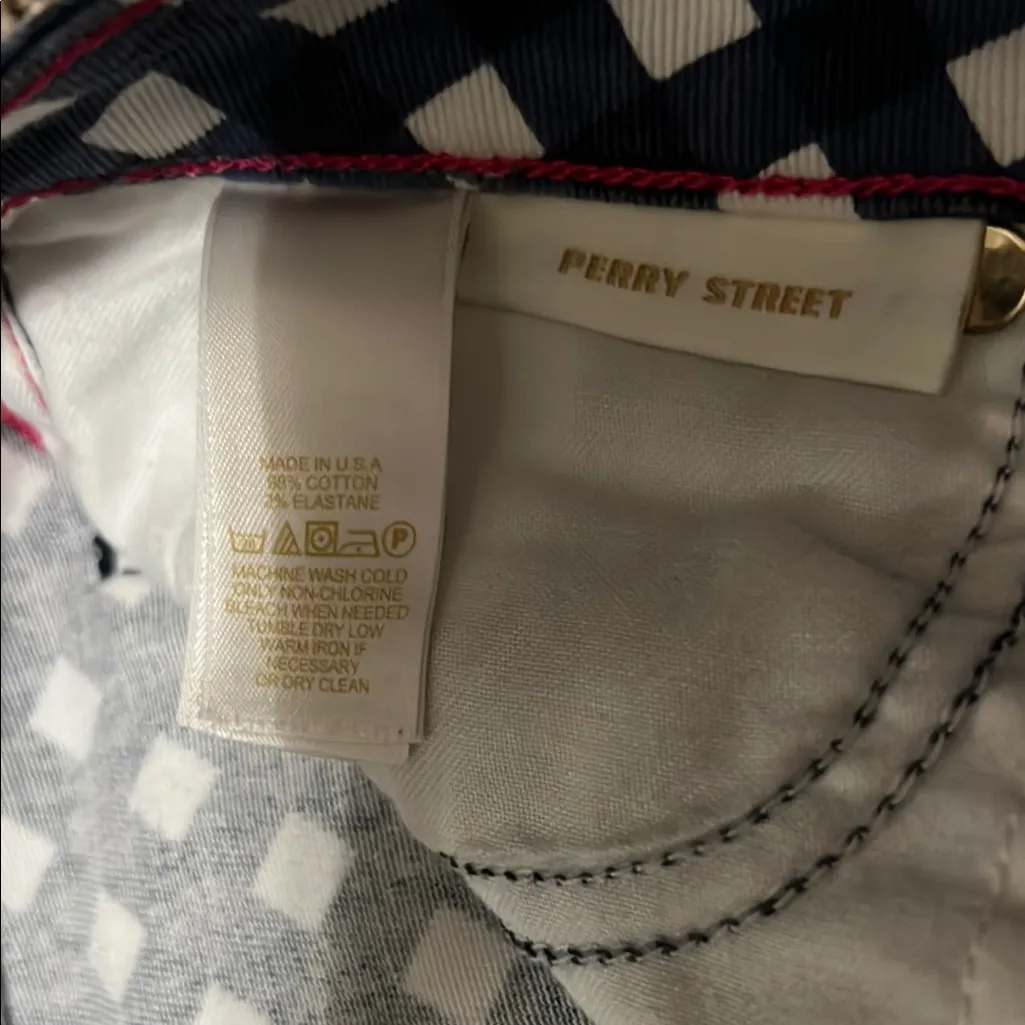 PERRY STREET
MADE IN U.S.A
98% COTTON
2% ELASTANE
P
MACHINE WASH COLD
ONLY NON-CHLORINE
BLEACH WHEN NEEDED
TUMBLE DRY LOW
WARM IRON IF
NECESSARY
OR DRY CLEAN